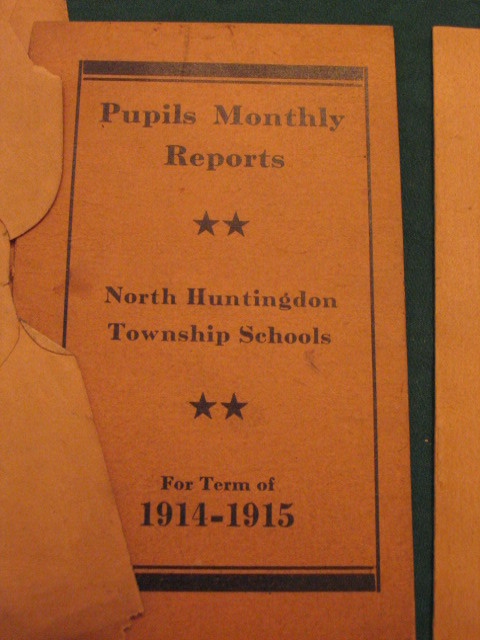 Pupils Monthly
Reports
★★
North Huntingdon
Township Schools
★★
For Term of
1914-1915